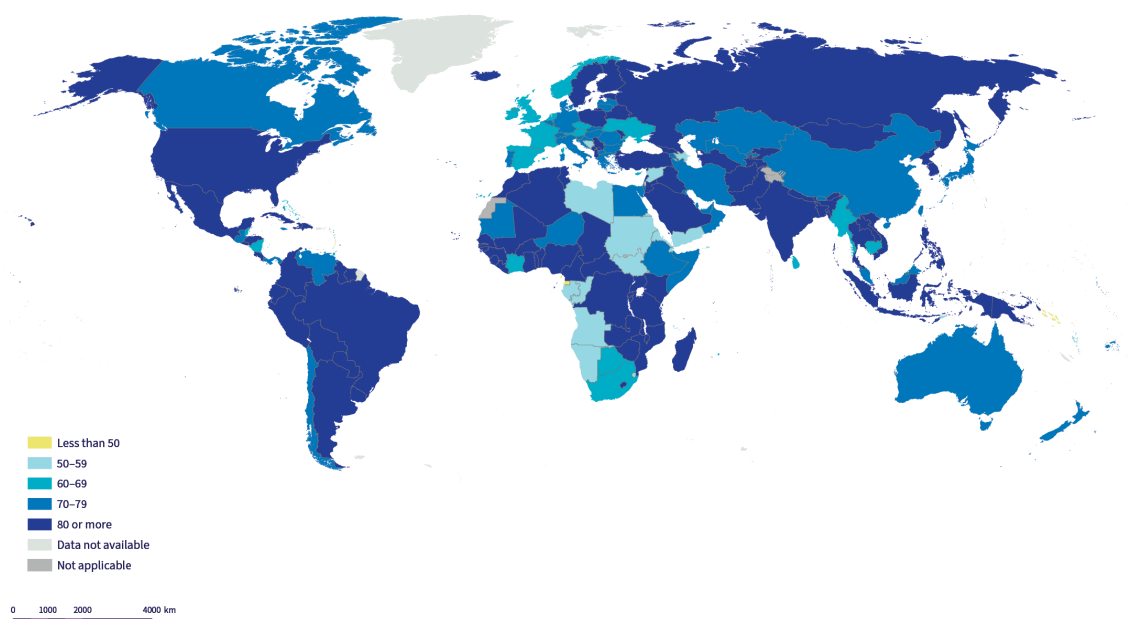 Less than 50
50–59
60–69
70–79
80 or more
Data not available
Not applicable
0 1000 2000 4000 km